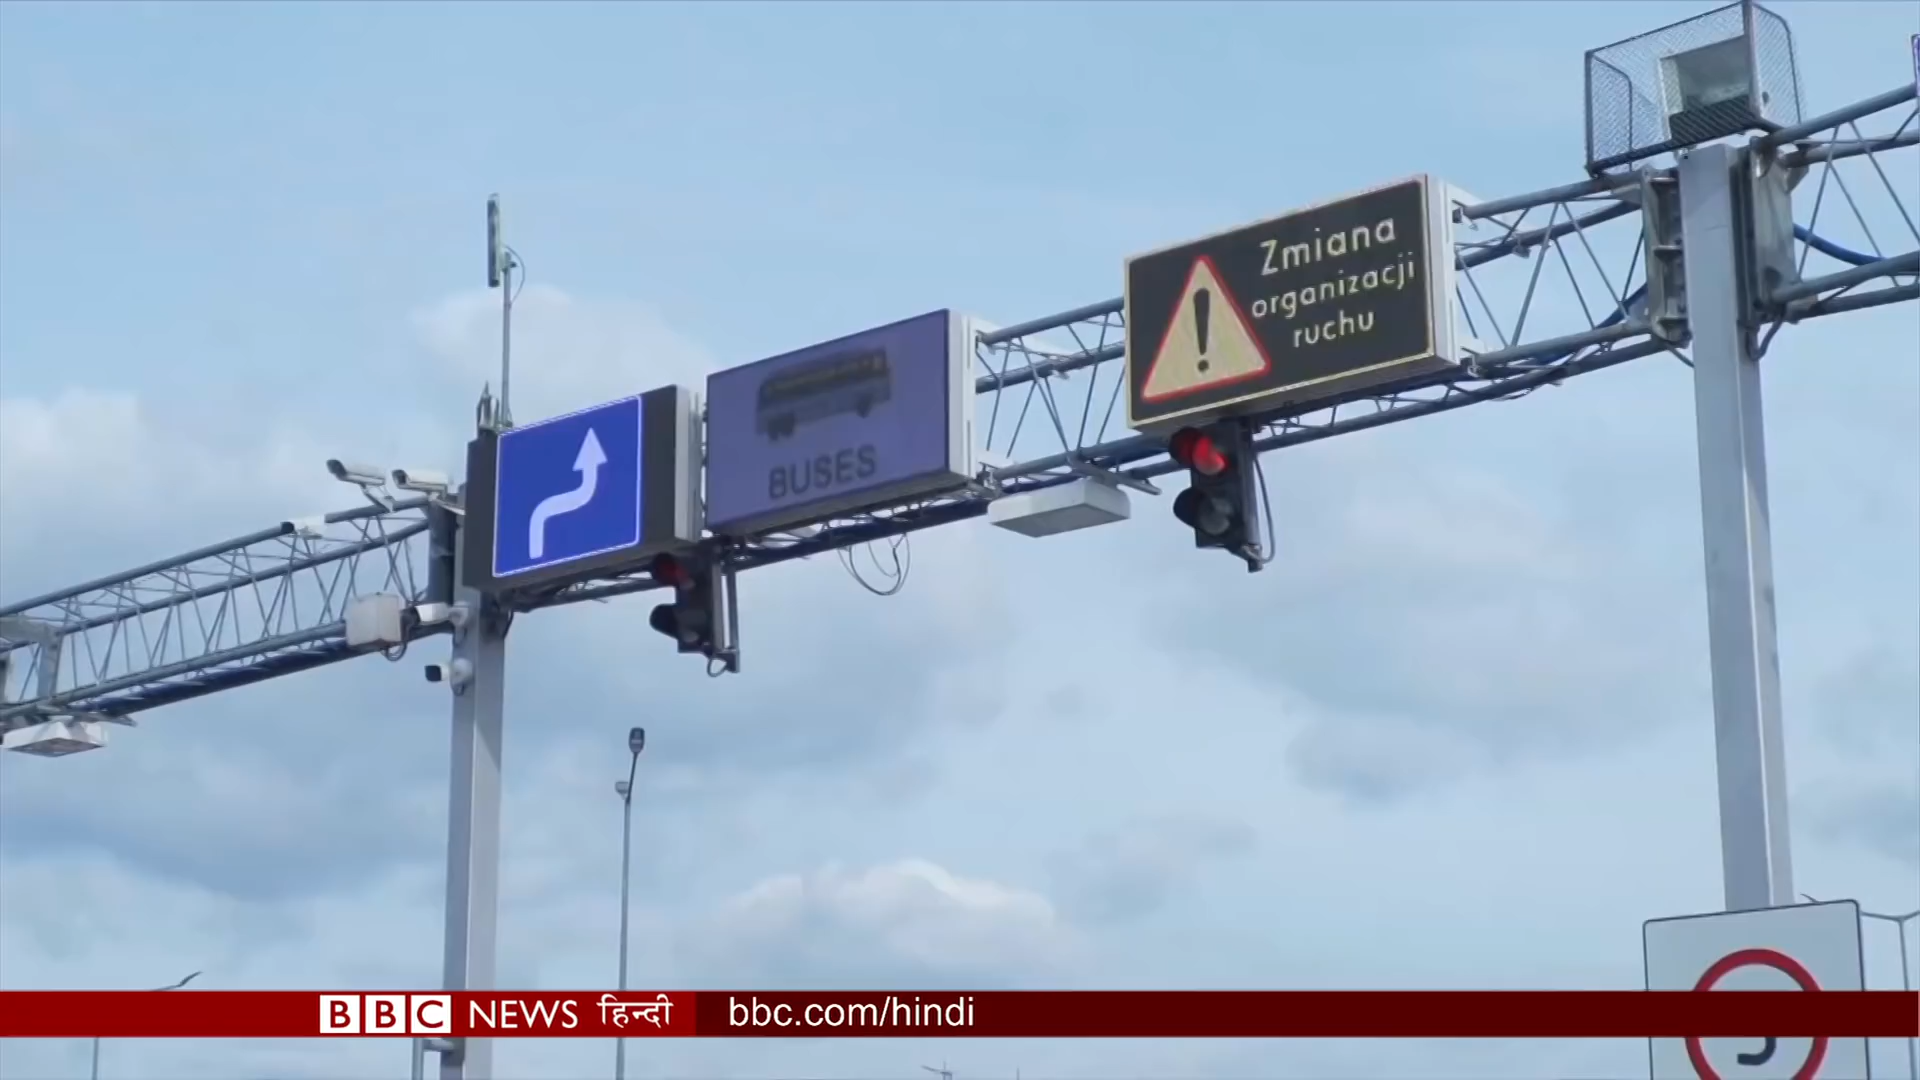 Zmiana
organizacji
ruchu
BUSES
BBC NEWS हिन्दी
bbc.com/hindi